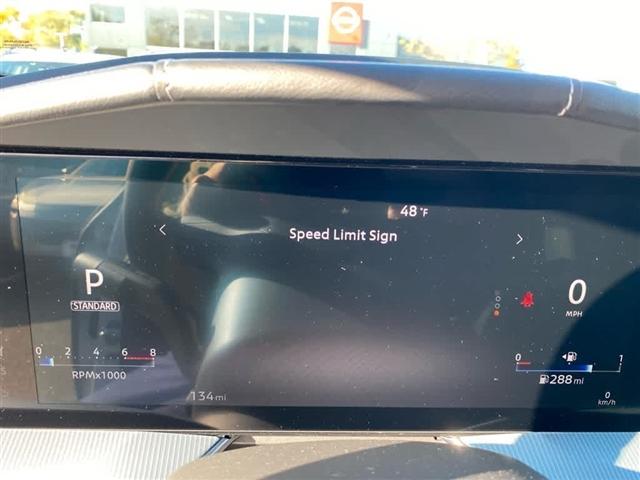 48 °F
Speed Limit Sign
P
STANDARD
0
MPH
0 2 4 6 8
RPMx1000
0 1
288 mi
134 mi
0
km/h